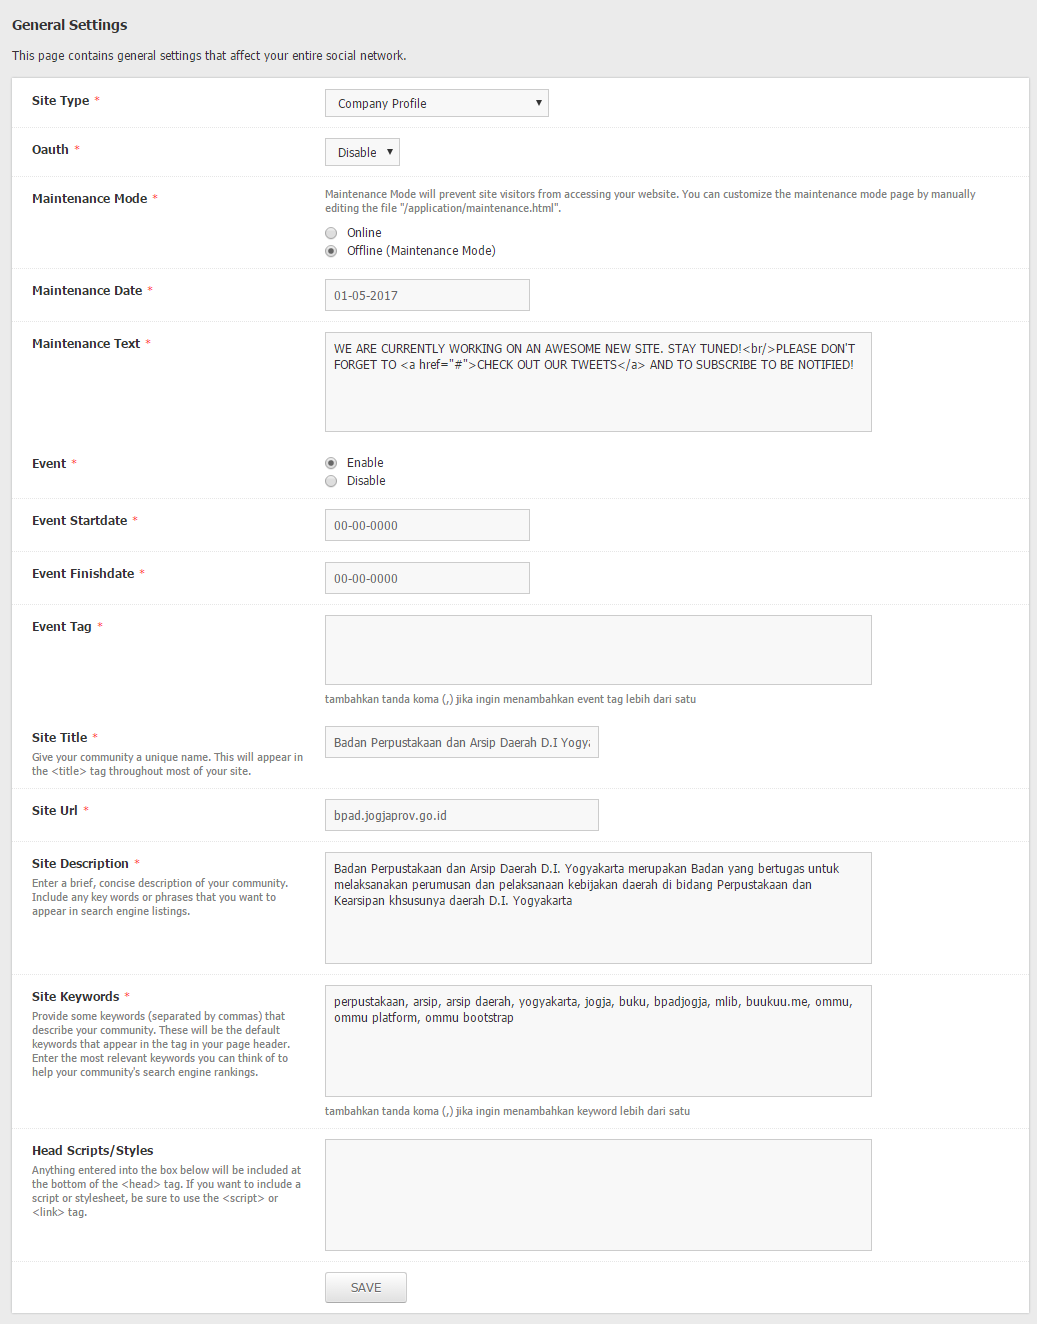 General Settings
This page contains general settings that affect your entire social network.
Site Type *
Company Profile
Oauth *
Disable
Maintenance Mode *
Maintenance Mode will prevent site visitors from accessing your website. You can customize the maintenance mode page by manually
editing the file "/application/maintenance.html".
Online
Offline (Maintenance Mode)
Maintenance Date *
01-05-2017
Maintenance Text *
WE ARE CURRENTLY WORKING ON AN AWESOME NEW SITE. STAY TUNED!<br/>PLEASE DON'T
FORGET TO <a href="#">CHECK OUT OUR TWEETS</a> AND TO SUBSCRIBE TO BE NOTIFIED!
Event *
Enable
Disable
Event Startdate *
00-00-0000
Event Finishdate *
00-00-0000
Event Tag *
tambahkan tanda koma (,) jika ingin menambahkan event tag lebih dari satu
Site Title *
Give your community a unique name. This will appear in
the <title> tag throughout most of your site.
Badan Perpustakaan dan Arsip Daerah D.I Yogya
Site Url *
bpad.jogjaprov.go.id
Site Description *
Enter a brief, concise description of your community.
Include any key words or phrases that you want to
appear in search engine listings.
Badan Perpustakaan dan Arsip Daerah D.I. Yogyakarta merupakan Badan yang bertugas untuk
melaksanakan perumusan dan pelaksanaan kebijakan daerah di bidang Perpustakaan dan
Kearsipan khsusunya daerah D.I. Yogyakarta
Site Keywords *
Provide some keywords (separated by commas) that
describe your community. These will be the default
keywords that appear in the tag in your page header.
Enter the most relevant keywords you can think of to
help your community's search engine rankings.
perpustakaan, arsip, arsip daerah, yogyakarta, jogja, buku, bpadjogja, mlib, buukuu.me, ommu,
ommu platform, ommu bootstrap
tambahkan tanda koma (,) jika ingin menambahkan keyword lebih dari satu
Head Scripts/Styles
Anything entered into the box below will be included at
the bottom of the <head> tag. If you want to include a
script or stylesheet, be sure to use the <script> or
<link> tag.
SAVE